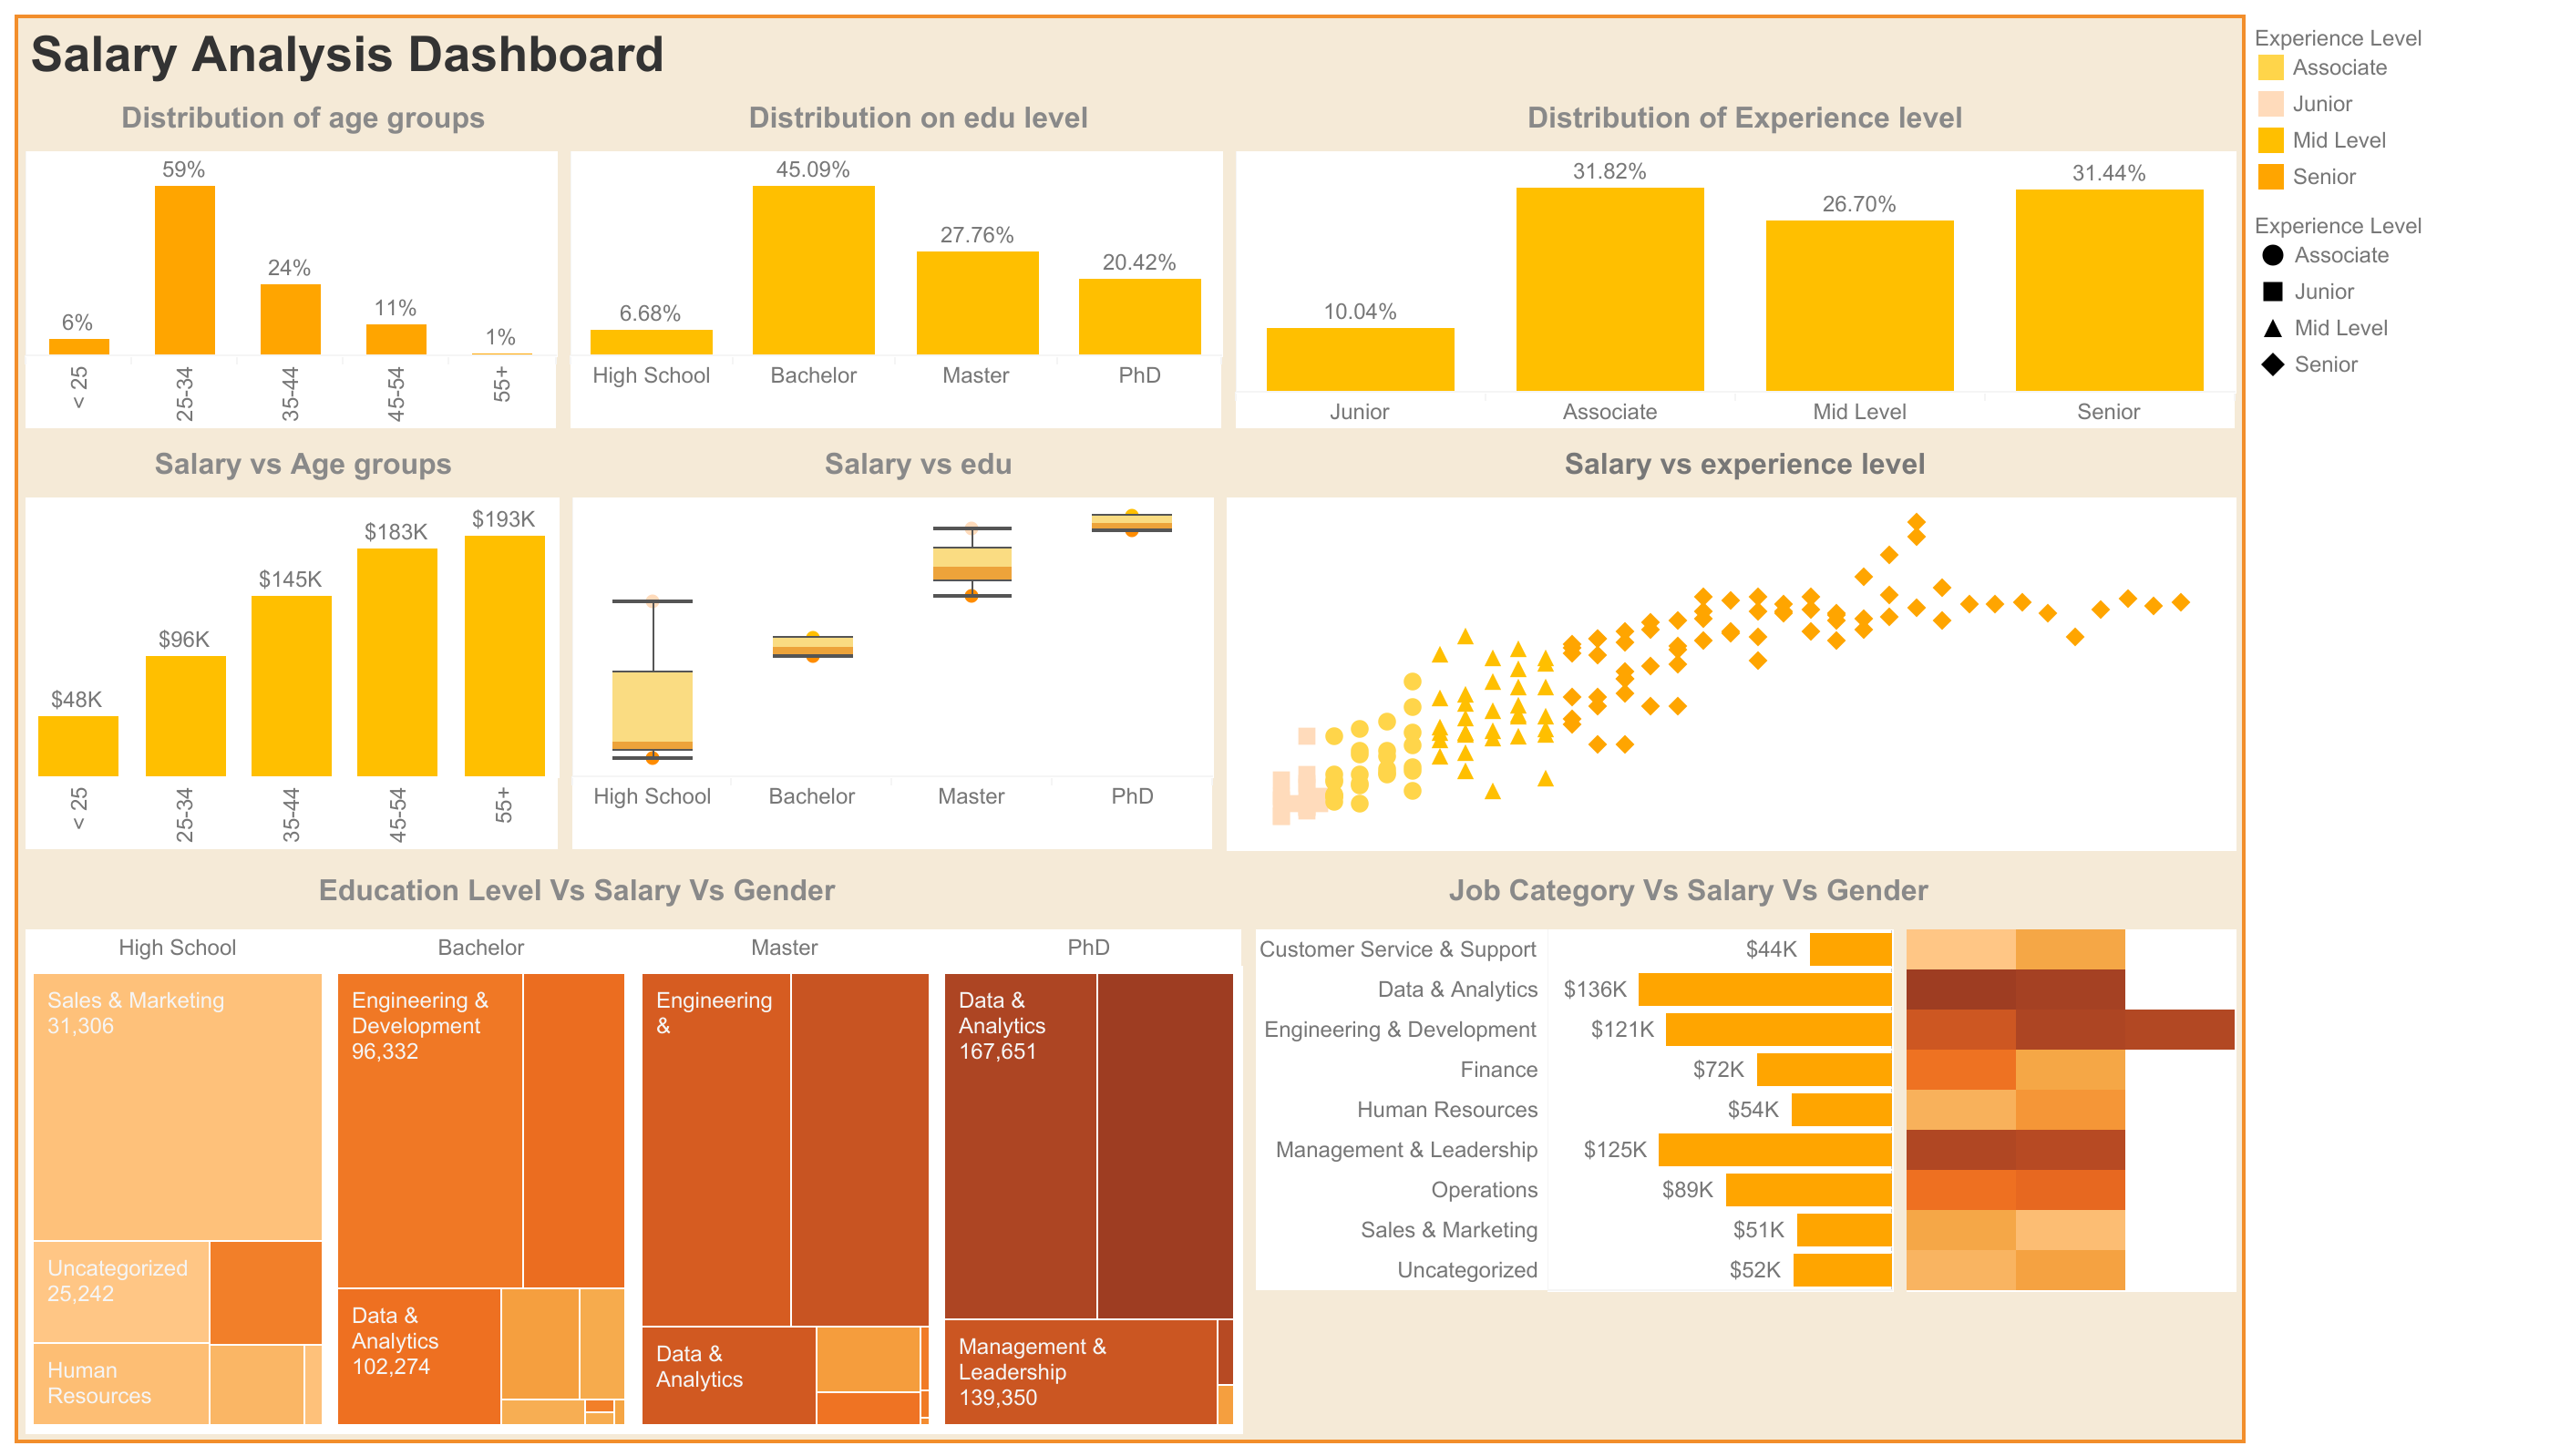 Salary Analysis Dashboard
Distribution of age groups
6%
59%
24%
11%
1%
< 25
25-34
35-44
45-54
55+
Distribution on edu level
6.68%
45.09%
27.76%
20.42%
High School
Bachelor
Master
PhD
Distribution of Experience level
10.04%
31.82%
26.70%
31.44%
Junior
Associate
Mid Level
Senior
Experience Level
Associate
Junior
Mid Level
Senior
Experience Level
Associate
Junior
Mid Level
Senior
Salary vs Age groups
$48K
$96K
$145K
$183K
$193K
< 25
25-34
35-44
45-54
55+
Salary vs edu
High School
Bachelor
Master
PhD
Salary vs experience level
Education Level Vs Salary Vs Gender
High School
Sales & Marketing
31,306
Uncategorized
25,242
Human
Resources
Bachelor
Engineering &
Development
96,332
Data &
Analytics
102,274
Master
Engineering
&
Data &
Analytics
PhD
Data &
Analytics
167,651
Management &
Leadership
139,350
Job Category Vs Salary Vs Gender
Customer Service & Support $44K
Data & Analytics $136K
Engineering & Development $121K
Finance $72K
Human Resources $54K
Management & Leadership $125K
Operations $89K
Sales & Marketing $51K
Uncategorized $52K